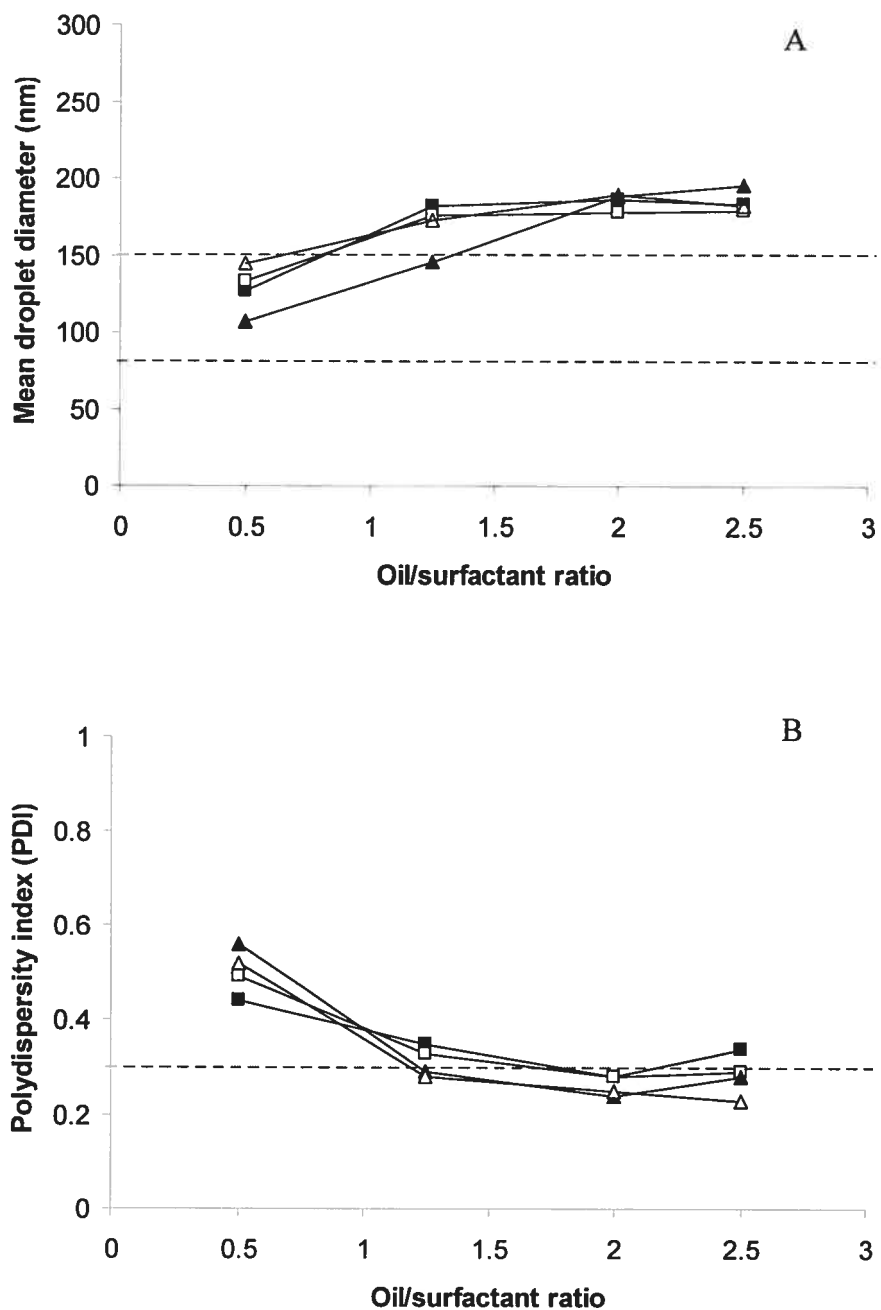 A
300
250
200
150
100
50
0
Mean droplet diameter (nm)
0 0.5 1 1.5 2 2.5 3
Oil/surfactant ratio
B
1
0.8
0.6
0.4
0.2
0
Polydispersity index (PDI)
0 0.5 1 1.5 2 2.5 3
Oil/surfactant ratio